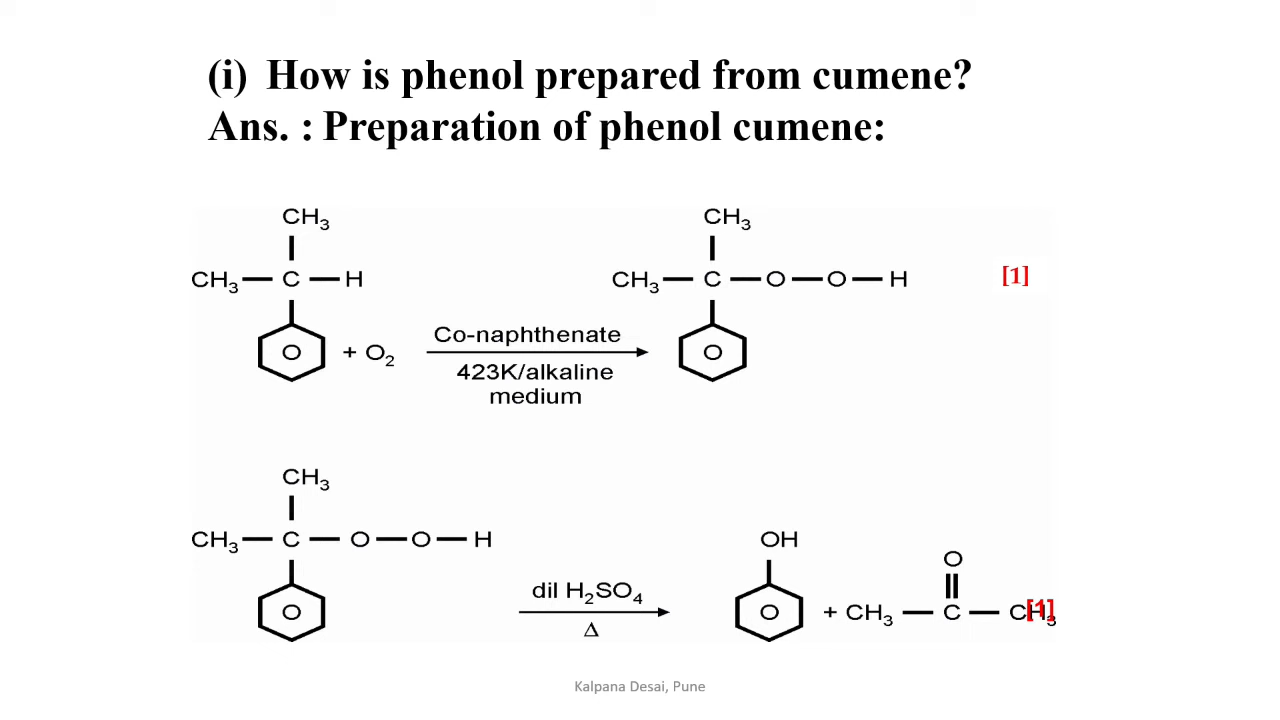 (i) How is phenol prepared from cumene?
Ans. : Preparation of phenol cumene:
CH3 CH3
CH3 — C — H CH3 — C — O — O — H [1]
Co-naphthenate
O + O2 O
423K/alkaline
medium
CH3
CH3 — C — O — O — H OH
O
dil H2SO4
O O + CH3 — C — CH3 [1]
Δ
Kalpana Desai, Pune